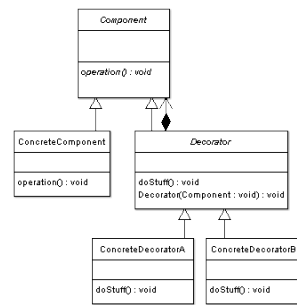 Component
operation() : void
ConcreteComponent
operation() : void
Decorator
doStuff() : void
Decorator(Component : void) : void
ConcreteDecoratorA
doStuff() : void
ConcreteDecoratorB
doStuff() : void